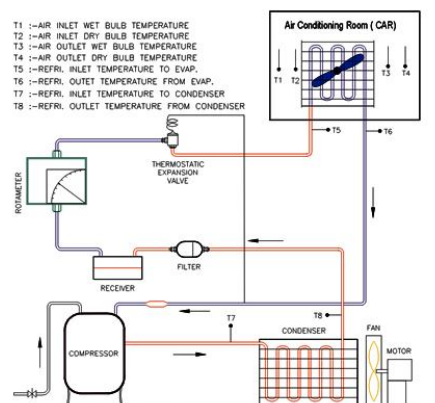 T1 :-AIR INLET WET BULB TEMPERATURE
T2 :-AIR INLET DRY BULB TEMPERATURE
T3 :-AIR OUTLET WET BULB TEMPERATURE
T4 :-AIR OUTLET DRY BULB TEMPERATURE
T5 :-REFRI. INLET TEMPERATURE TO EVAP.
T6 :-REFRI. OUTET TEMPERATURE FROM EVAP.
T7 :-REFRI. INLET TEMPERATURE TO CONDENSER
T8 :-REFRI. OUTLET TEMPERATURE FROM CONDENSER
Air Conditioning Room ( CAR)
T1 T2 T3 T4
T5 T6
THERMOSTATIC
EXPANSION
VALVE
ROTAMETER
FILTER
RECEIVER
T7
T8
CONDENSER
FAN
MOTOR
COMPRESSOR